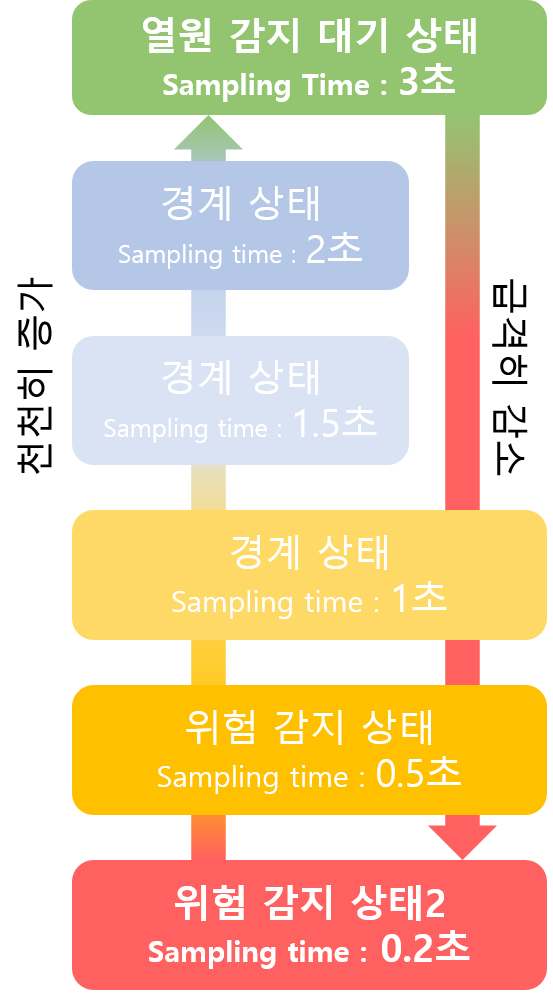 열원 감지 대기 상태
Sampling Time : 3초
경계 상태
Sampling time : 2초
경계 상태
Sampling time : 1.5초
경계 상태
Sampling time : 1초
위험 감지 상태
Sampling time : 0.5초
위험 감지 상태2
Sampling time : 0.2초
천천히 증가
급격히 감소